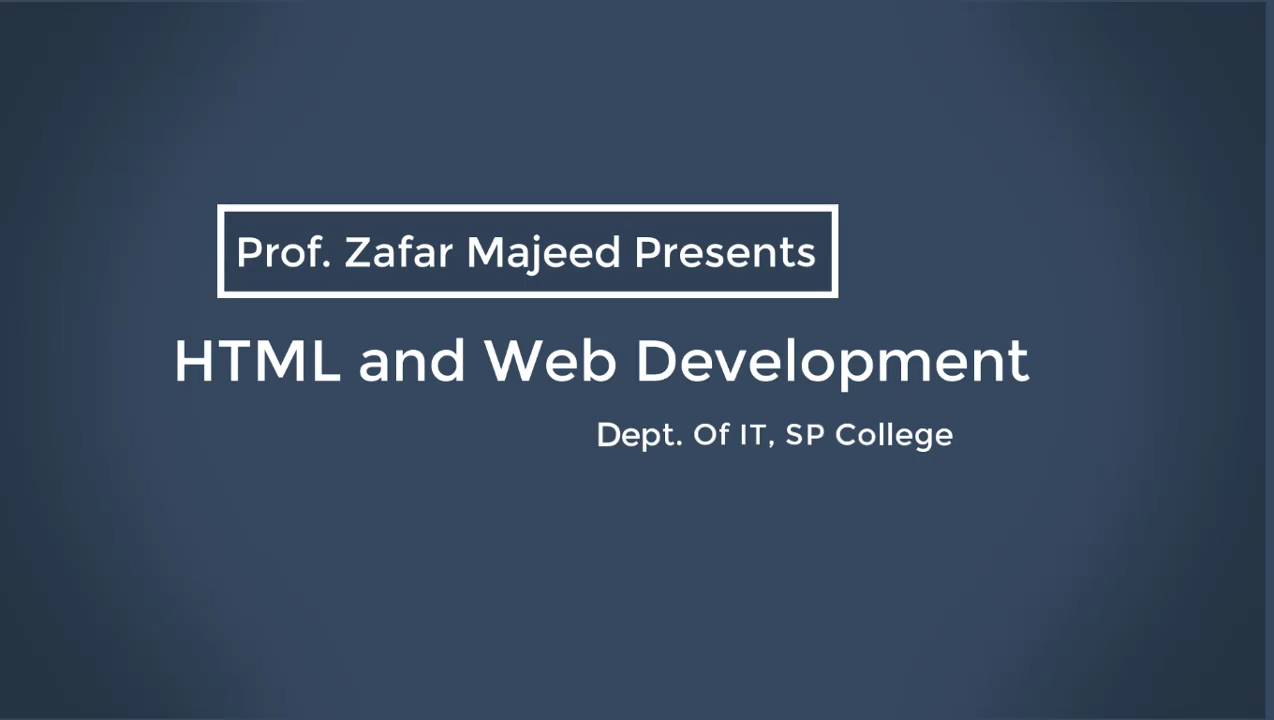 Prof. Zafar Majeed Presents
HTML and Web Development
Dept. Of IT, SP College